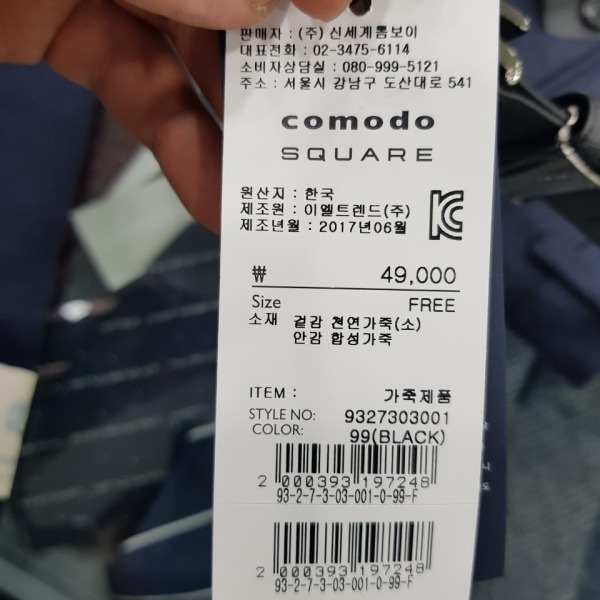 판매자 : (주) 신세계톰보이
대표전화 : 02-3475-6114
소비자상담실 : 080-999-5121
주소 : 서울시 강남구 도산대로 541
comodo
SQUARE
원산지 : 한국
제조원 : 이엘트렌드(주)
제조년월 : 2017년06월
KC
₩ 49,000
Size FREE
소재 겉감 천연가죽(소)
안감 합성가죽
ITEM : 가죽제품
STYLE NO: 9327303001
COLOR: 99(BLACK)
2 000393 197248
93-2-7-3-03-001-0-99-F
2 000393 197248
93-2-7-3-03-001-0-99-F